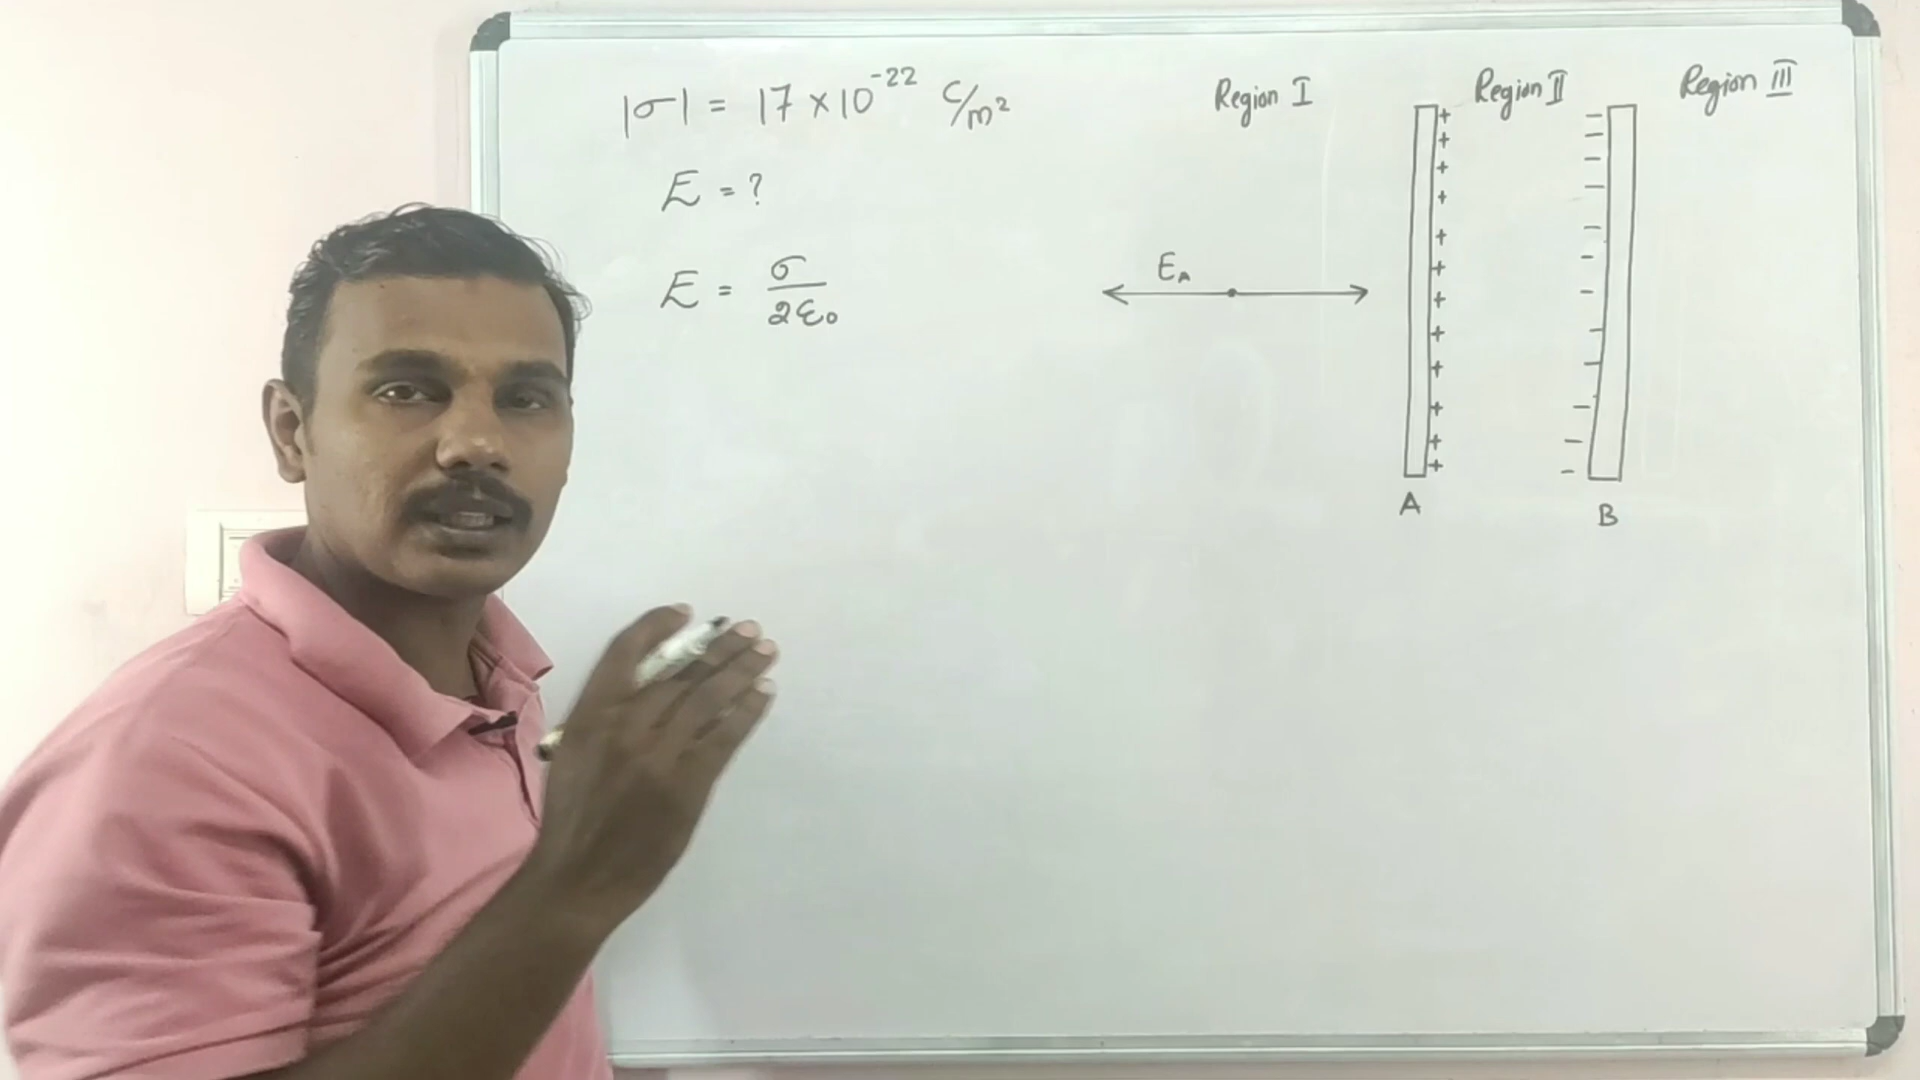 |σ| = 17 × 10⁻²² C/m²
E = ?
E = σ/2ε₀
Region I
Region II
Region III
E_A
+ + + + + + + + + + + +
− − − − − − − − − − − −
A
B